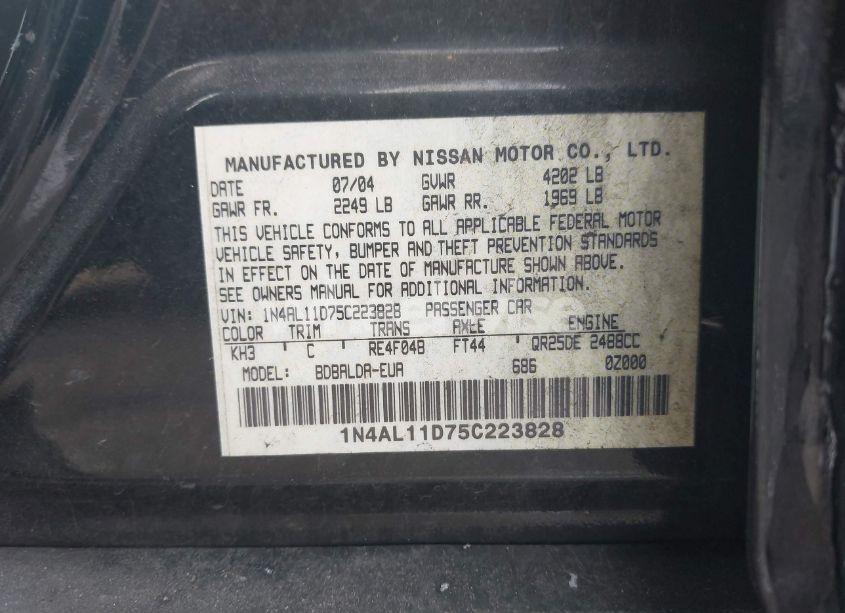 MANUFACTURED BY NISSAN MOTOR CO., LTD.
DATE 07/04 GVWR 4202 LB
GAWR FR. 2249 LB GAWR RR. 1969 LB
THIS VEHICLE CONFORMS TO ALL APPLICABLE FEDERAL MOTOR
VEHICLE SAFETY, BUMPER AND THEFT PREVENTION STANDARDS
IN EFFECT ON THE DATE OF MANUFACTURE SHOWN ABOVE.
SEE OWNERS MANUAL FOR ADDITIONAL INFORMATION.
VIN: 1N4AL11D75C223828 PASSENGER CAR
COLOR TRIM TRANS AXLE ENGINE
KH3 C RE4F04B FT44 QR25DE 2488CC
MODEL: BDBALDA-EUA 686 0Z000
1N4AL11D75C223828